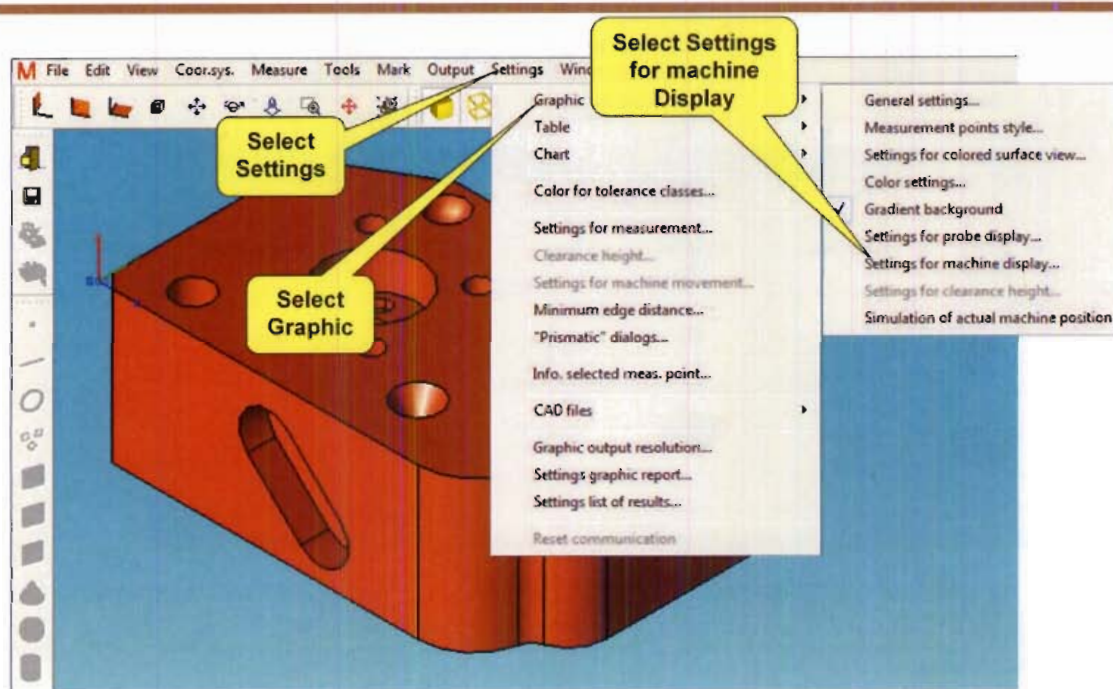 Select Settings
for machine
Display
M File Edit View Coor.sys. Measure Tools Mark Output Settings
Select
Settings
Select
Graphic
Graphic
Table
Chart
Color for tolerance classes...
Settings for measurement...
Clearance height...
Settings for machine movement...
Minimum edge distance...
"Prismatic" dialogs...
Info. selected meas. point...
CAD files
Graphic output resolution...
Settings graphic report...
Settings list of results...
Reset communication
General settings...
Measurement points style...
Settings for colored surface view...
Color settings...
Gradient background
Settings for probe display...
Settings for machine display...
Settings for clearance height...
Simulation of actual machine position